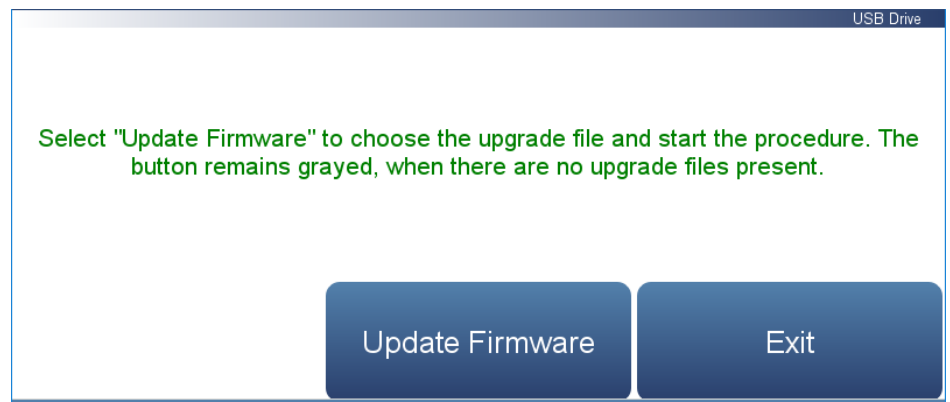 USB Drive
Select "Update Firmware" to choose the upgrade file and start the procedure. The
button remains grayed, when there are no upgrade files present.
Update Firmware
Exit